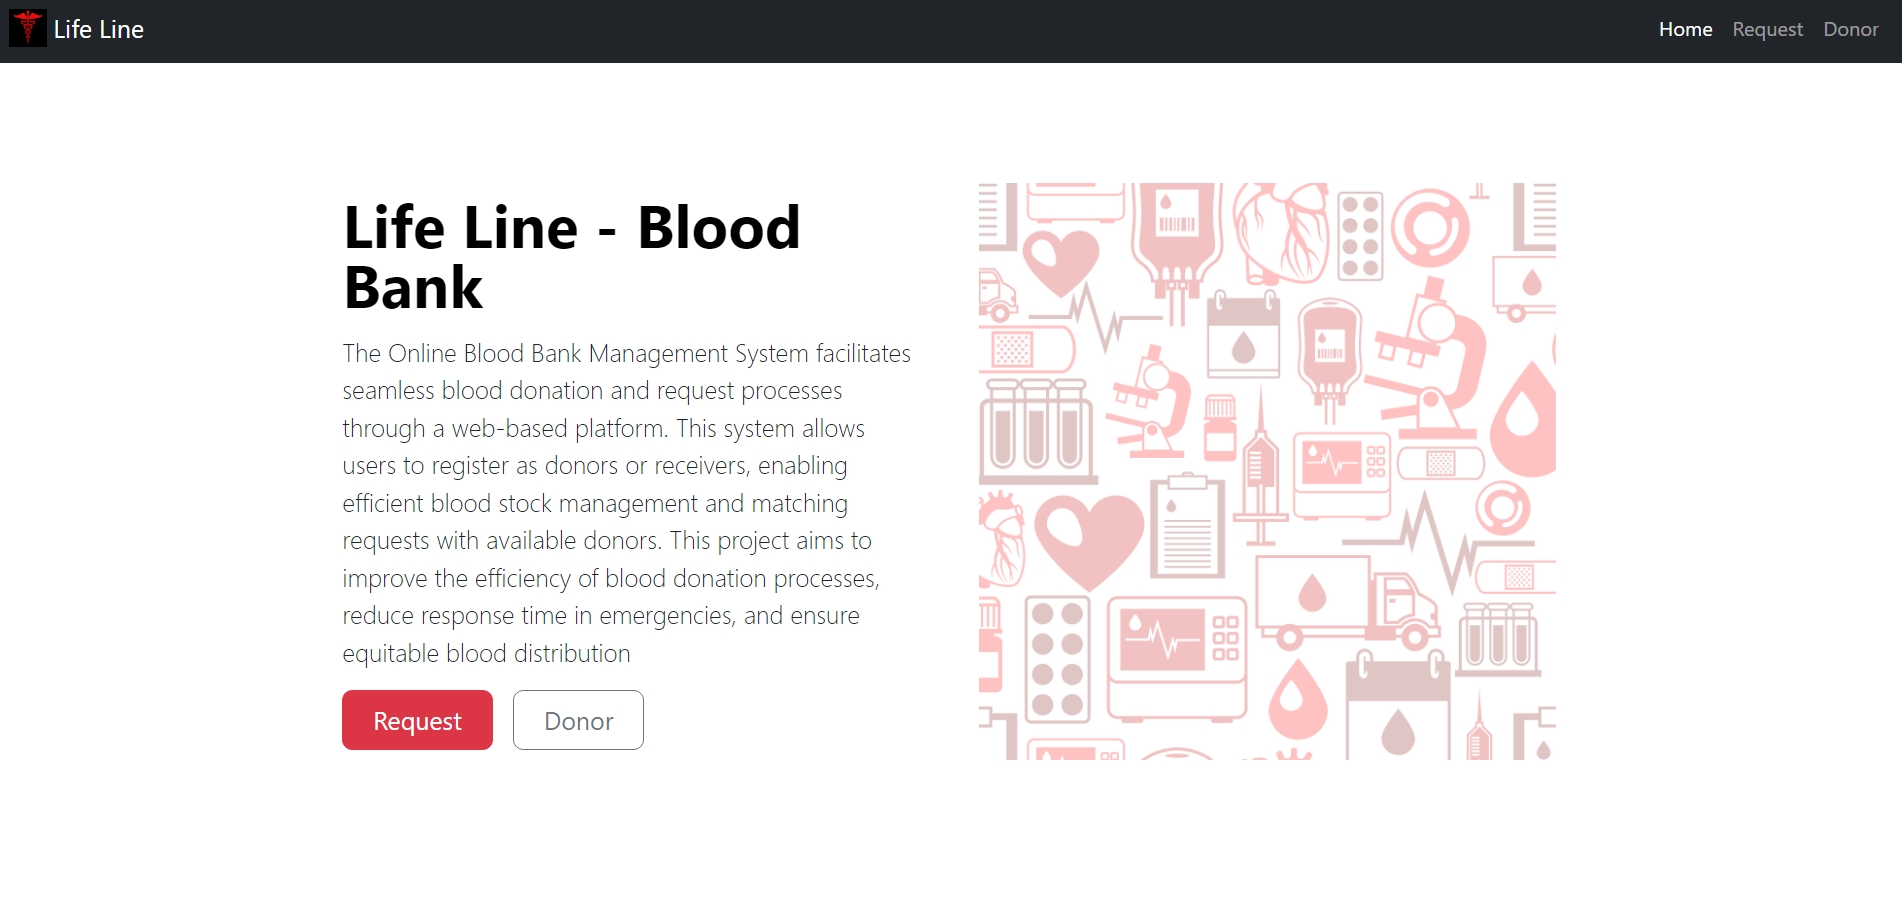 Life Line
Home Request Donor
Life Line - Blood
Bank
The Online Blood Bank Management System facilitates
seamless blood donation and request processes
through a web-based platform. This system allows
users to register as donors or receivers, enabling
efficient blood stock management and matching
requests with available donors. This project aims to
improve the efficiency of blood donation processes,
reduce response time in emergencies, and ensure
equitable blood distribution
Request Donor